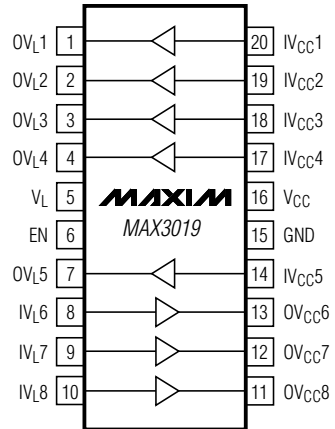 OVL1 1 20 IVCC1
OVL2 2 19 IVCC2
OVL3 3 18 IVCC3
OVL4 4 17 IVCC4
VL 5 MAXIM 16 VCC
EN 6 MAX3019 15 GND
OVL5 7 14 IVCC5
IVL6 8 13 OVCC6
IVL7 9 12 OVCC7
IVL8 10 11 OVCC8